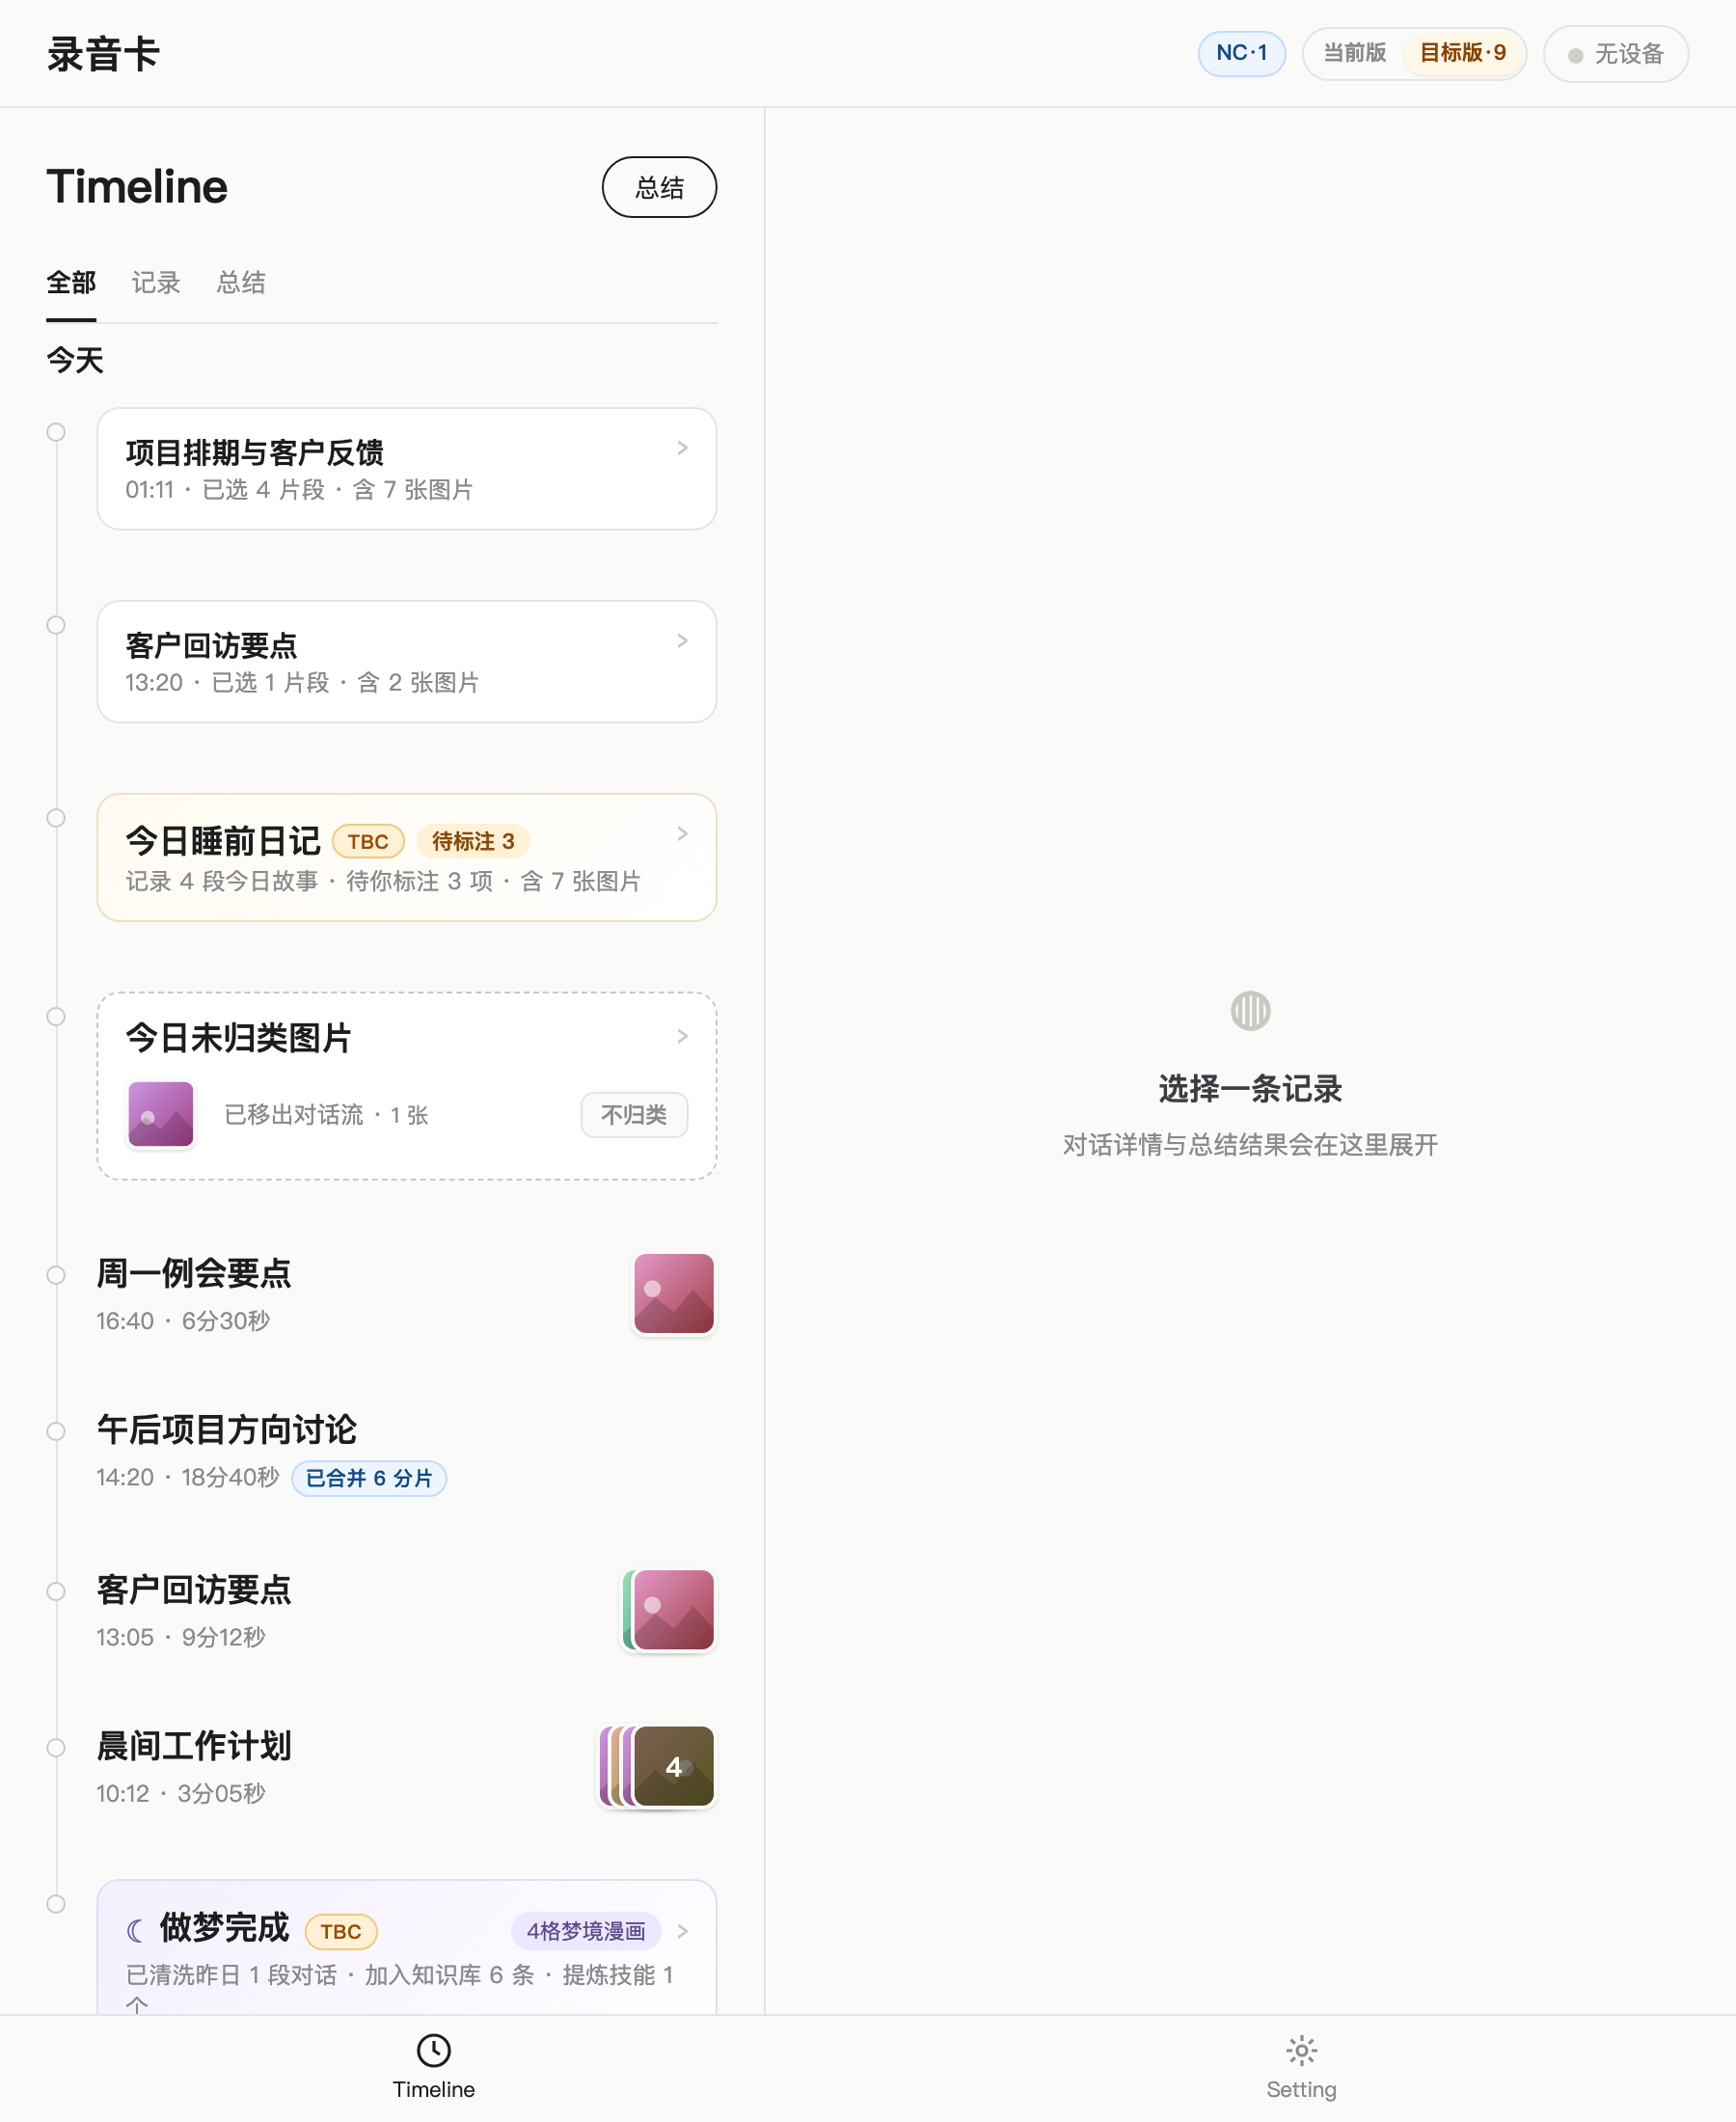 录音卡
NC·1
当前版 目标版·9
无设备
Timeline
总结
全部 记录 总结
今天
项目排期与客户反馈
01:11 · 已选 4 片段 · 含 7 张图片
客户回访要点
13:20 · 已选 1 片段 · 含 2 张图片
今日睡前日记 TBC 待标注 3
记录 4 段今日故事 · 待你标注 3 项 · 含 7 张图片
今日未归类图片
已移出对话流 · 1 张 不归类
周一例会要点
16:40 · 6分30秒
午后项目方向讨论
14:20 · 18分40秒 已合并 6 分片
客户回访要点
13:05 · 9分12秒
晨间工作计划
10:12 · 3分05秒
4
做梦完成 TBC 4格梦境漫画
已清洗昨日 1 段对话 · 加入知识库 6 条 · 提炼技能 1
个
选择一条记录
对话详情与总结结果会在这里展开
Timeline
Setting